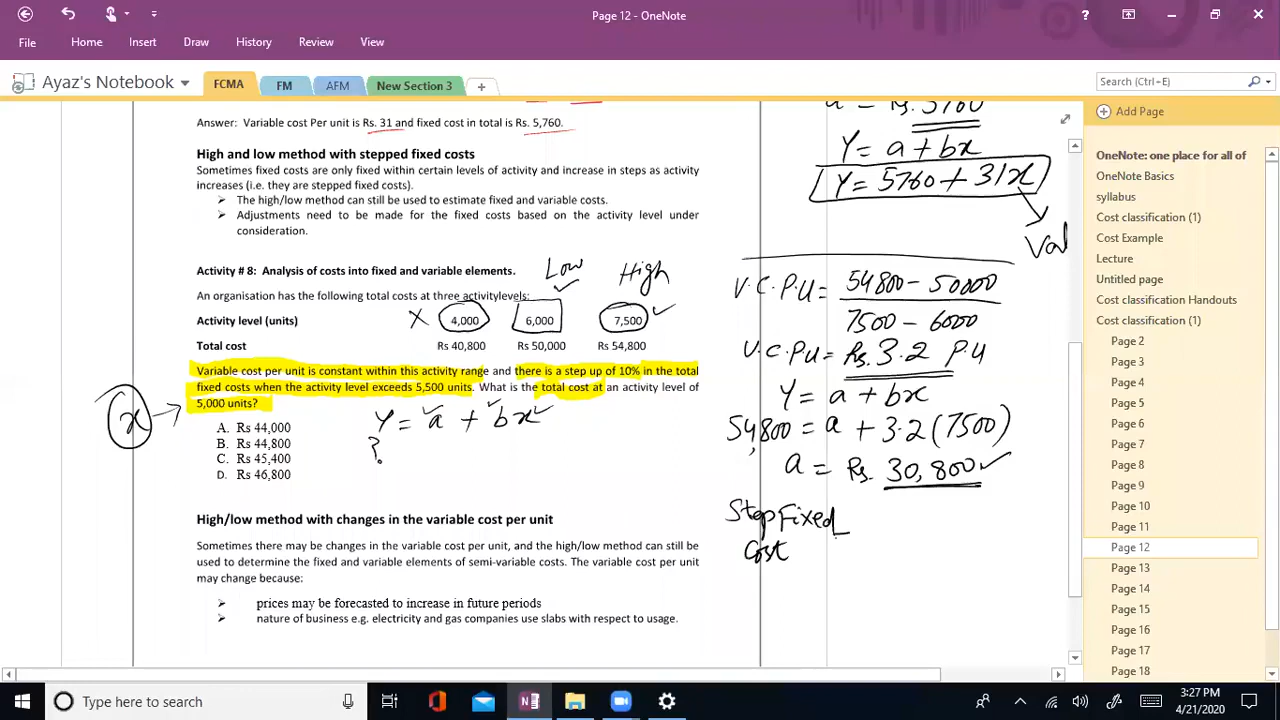 Page 12 - OneNote
File Home Insert Draw History Review View
Ayaz's Notebook FCMA FM AFM New Section 3
Search (Ctrl+E)
Add Page
Answer: Variable cost Per unit is Rs. 31 and fixed cost in total is Rs. 5,760.
High and low method with stepped fixed costs
Sometimes fixed costs are only fixed within certain levels of activity and increase in steps as activity
increases (i.e. they are stepped fixed costs).
The high/low method can still be used to estimate fixed and variable costs.
Adjustments need to be made for the fixed costs based on the activity level under
consideration.
Activity # 8: Analysis of costs into fixed and variable elements.
Low High
An organisation has the following total costs at three activitylevels:
Activity level (units) X 4,000 6,000 7,500
Total cost Rs 40,800 Rs 50,000 Rs 54,800
Variable cost per unit is constant within this activity range and there is a step up of 10% in the total
fixed costs when the activity level exceeds 5,500 units. What is the total cost at an activity level of
5,000 units?
x
Y = a + bx
?
A. Rs 44,000
B. Rs 44,800
C. Rs 45,400
D. Rs 46,800
High/low method with changes in the variable cost per unit
Sometimes there may be changes in the variable cost per unit, and the high/low method can still be
used to determine the fixed and variable elements of semi-variable costs. The variable cost per unit
may change because:
prices may be forecasted to increase in future periods
nature of business e.g. electricity and gas companies use slabs with respect to usage.
a = Rs. 5760
Y = a + bx
Y = 5760 + 31x
V.C.P.U = 54800 - 50000
7500 - 6000
V.C.P.U = Rs. 3.2 P.U
Y = a + bx
54,800 = a + 3.2 (7500)
a = Rs. 30,800
Step Fixed
Cost
OneNote: one place for all of
OneNote Basics
syllabus
Cost classification (1)
Cost Example
Lecture
Untitled page
Cost classification Handouts
Cost classification (1)
Page 2
Page 3
Page 4
Page 5
Page 6
Page 7
Page 8
Page 9
Page 10
Page 11
Page 12
Page 13
Page 14
Page 15
Page 16
Page 17
Page 18
Type here to search
3:27 PM
4/21/2020